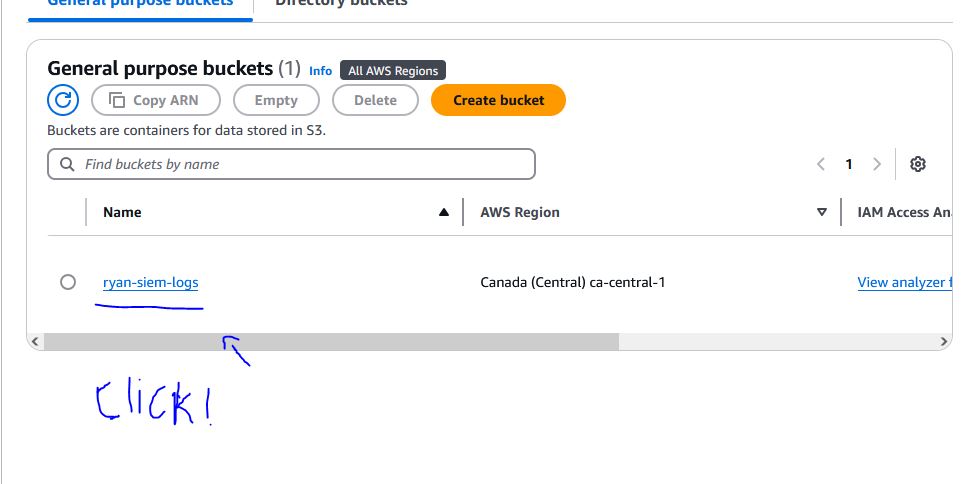 General purpose buckets
Directory buckets
General purpose buckets (1) Info All AWS Regions
Copy ARN Empty Delete Create bucket
Buckets are containers for data stored in S3.
Find buckets by name
1
Name AWS Region IAM Access An
ryan-siem-logs Canada (Central) ca-central-1 View analyzer f
Click!